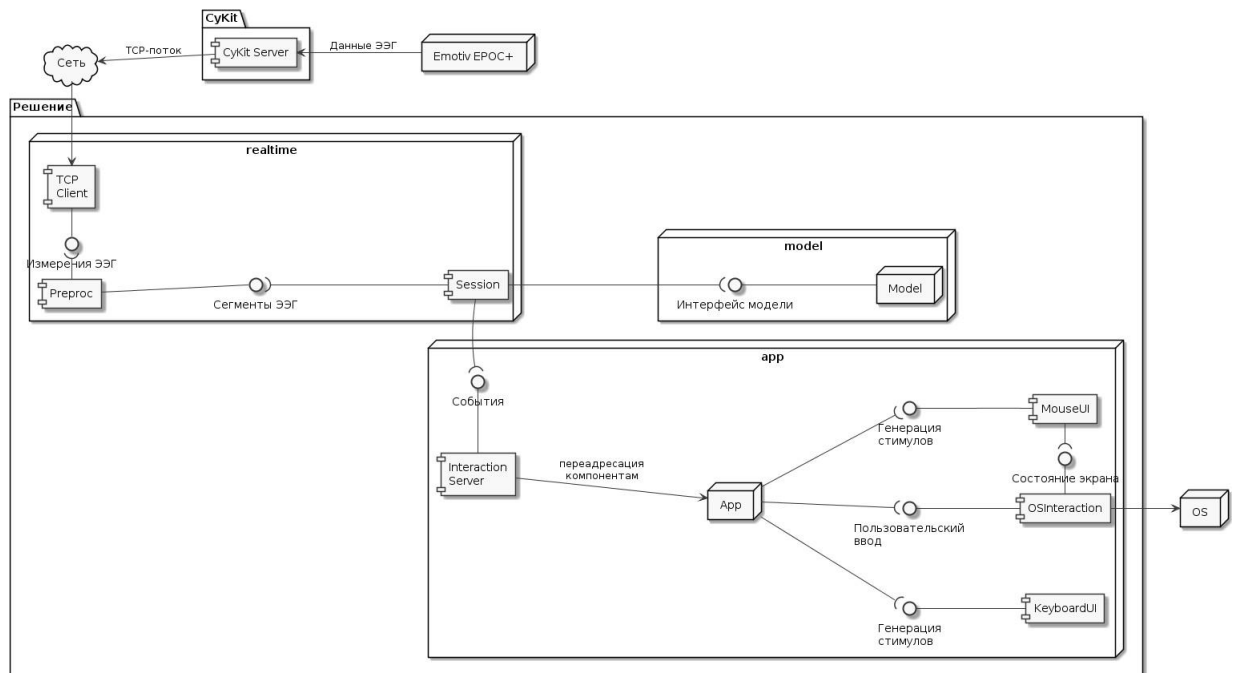 CyKit
CyKit Server
Данные ЭЭГ
Emotiv EPOC+
TCP-поток
Сеть
Решение
realtime
TCP
Client
Измерения ЭЭГ
Preproc
Сегменты ЭЭГ
Session
model
Интерфейс модели
Model
app
События
Interaction
Server
переадресация
компонентам
App
Генерация
стимулов
MouseUI
Состояние экрана
Пользовательский
ввод
OSInteraction
OS
Генерация
стимулов
KeyboardUI